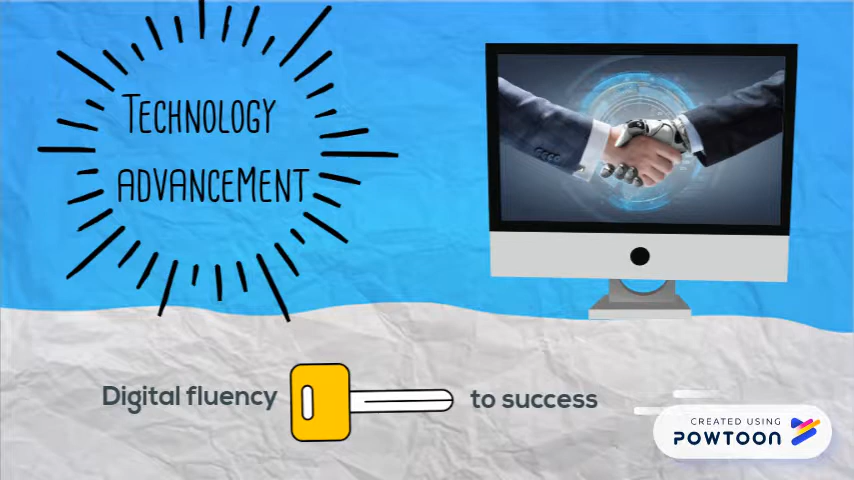 Technology
advancement
Digital fluency to success
CREATED USING
POWTOON